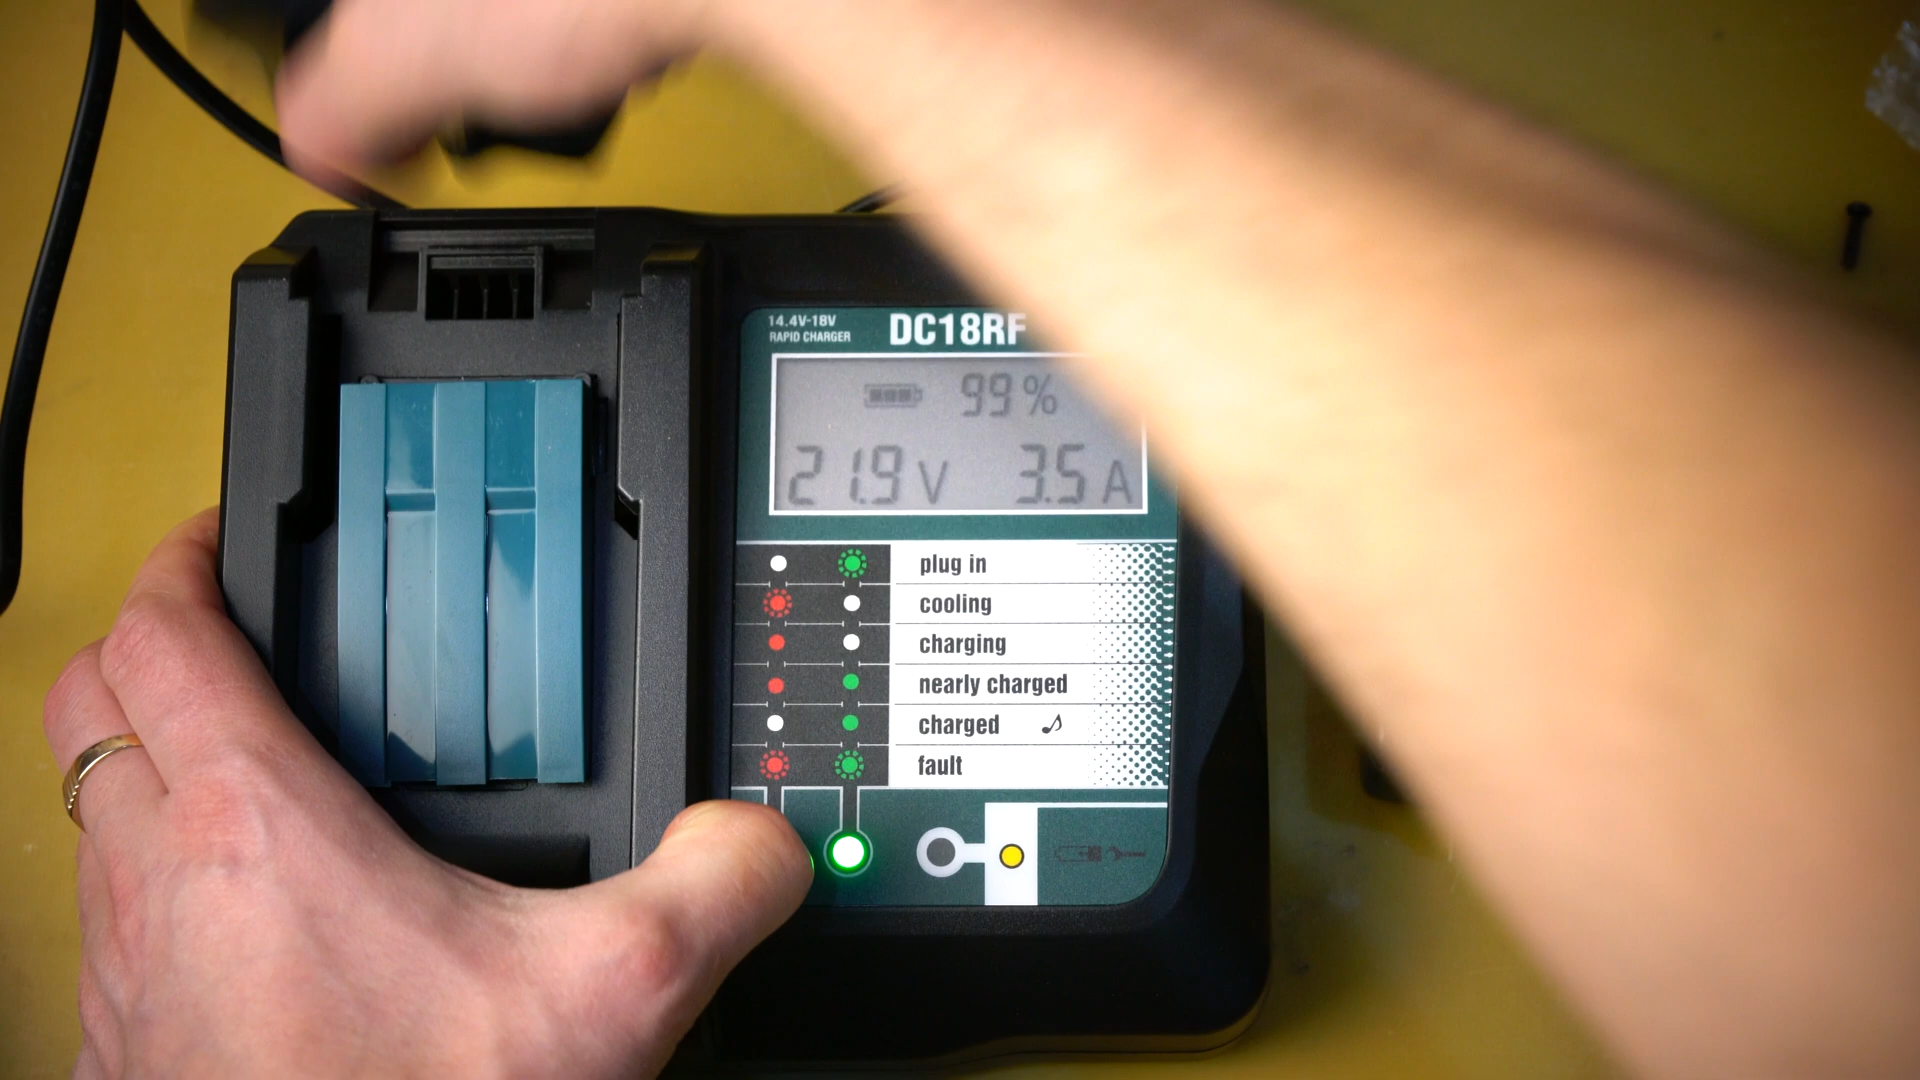 14.4V-18V
RAPID CHARGER
DC18RF
99%
21.9V 3.5A
plug in
cooling
charging
nearly charged
charged
fault